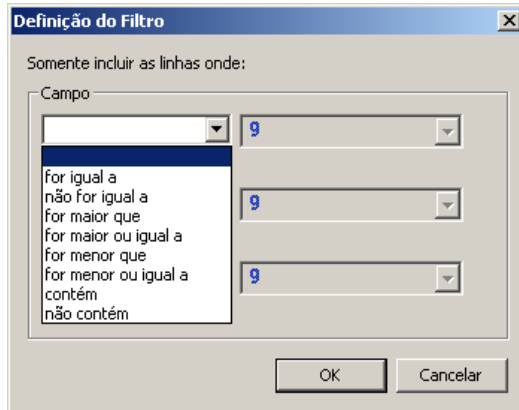 Definição do Filtro
Somente incluir as linhas onde:
Campo
9
for igual a
não for igual a
for maior que
for maior ou igual a
for menor que
for menor ou igual a
contém
não contém
9
9
OK
Cancelar